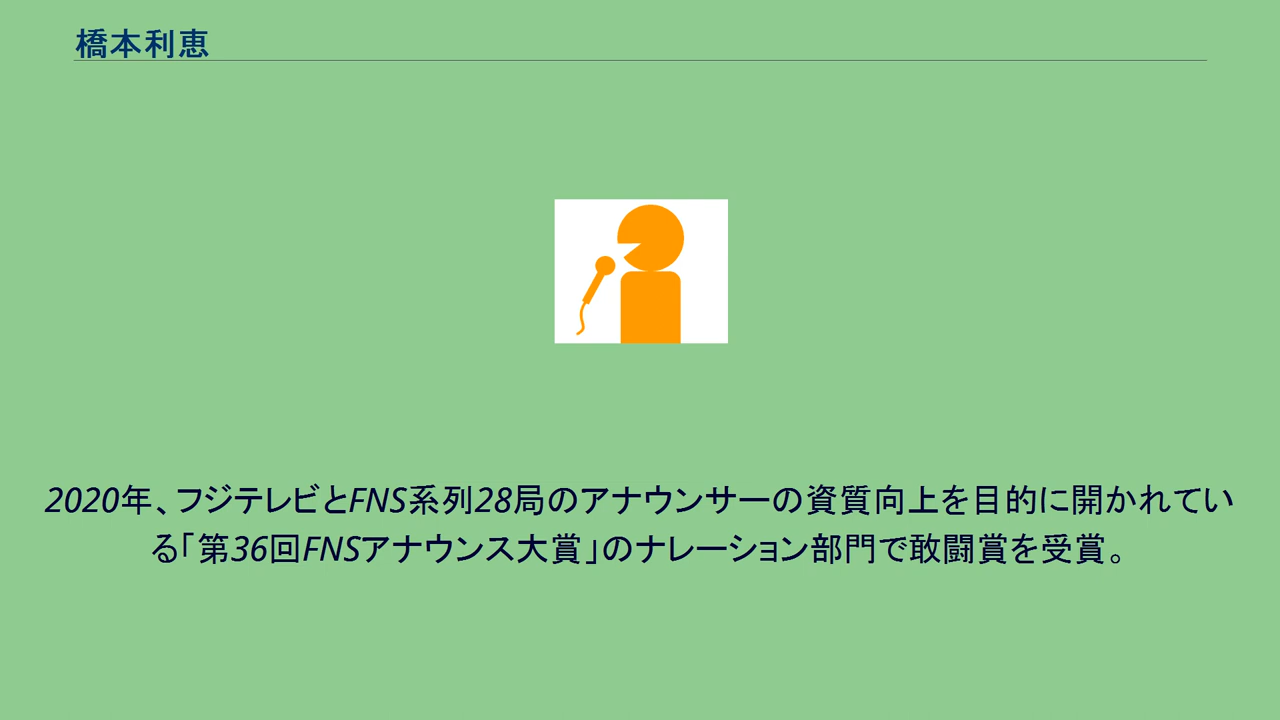 橋本利恵
2020年、フジテレビとFNS系列28局のアナウンサーの資質向上を目的に開かれてい
る「第36回FNSアナウンス大賞」のナレーション部門で敢闘賞を受賞。